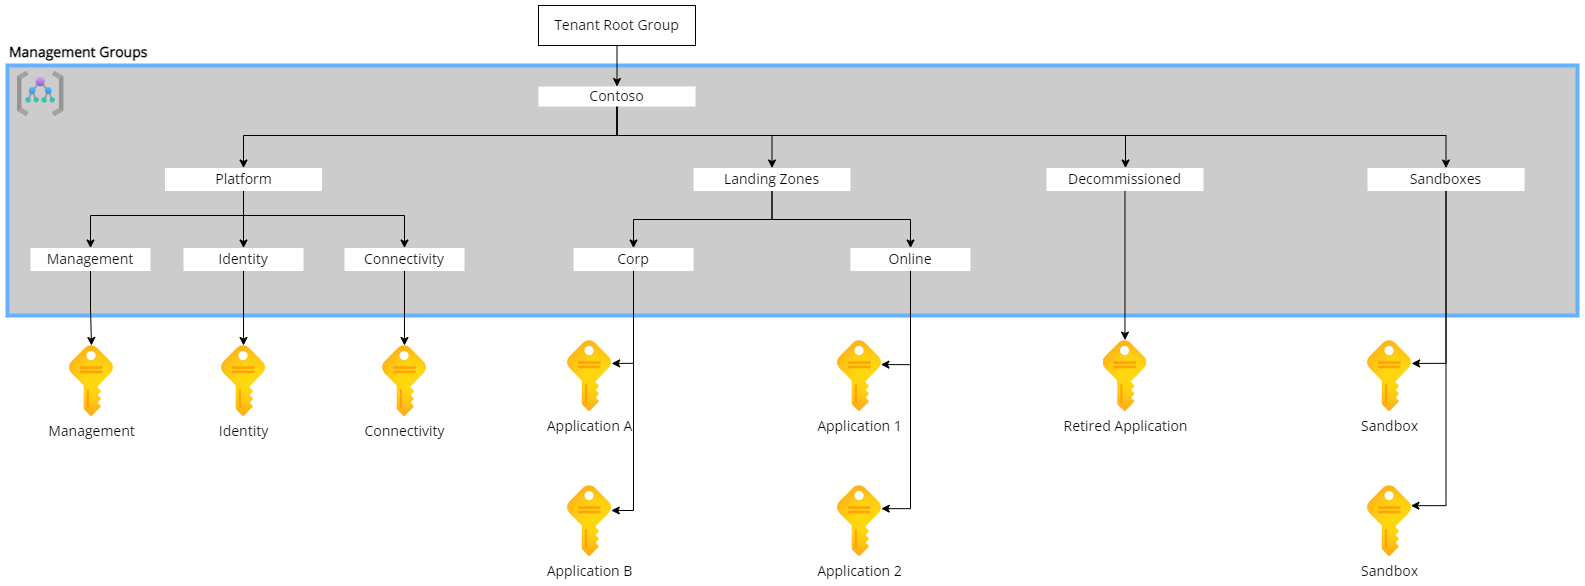 Tenant Root Group
Management Groups
Contoso
Platform
Landing Zones
Decommissioned
Sandboxes
Management
Identity
Connectivity
Corp
Online
Management
Identity
Connectivity
Application A
Application 1
Retired Application
Sandbox
Application B
Application 2
Sandbox